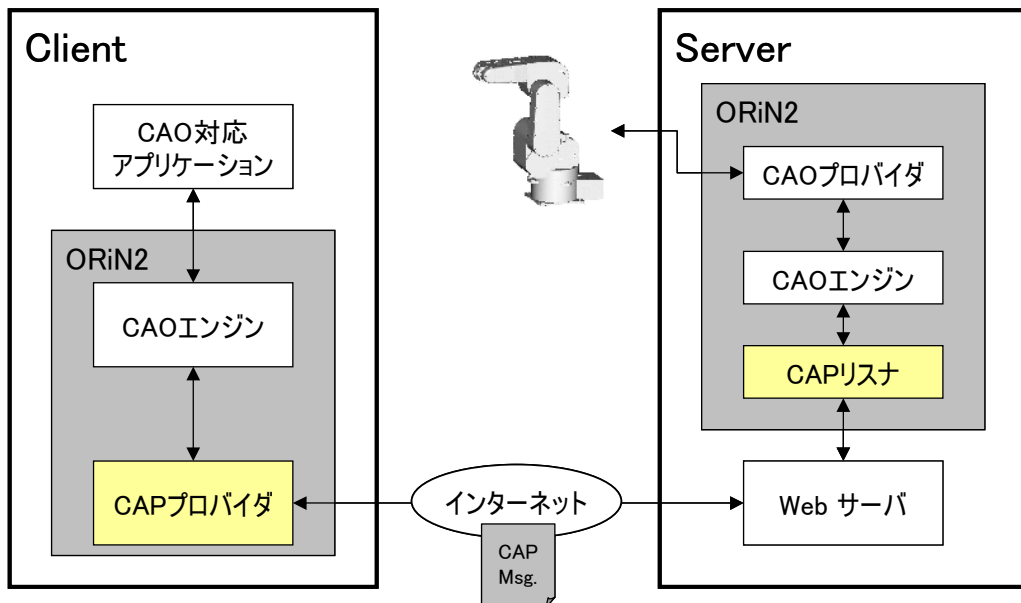 Client
CAO対応
アプリケーション
ORiN2
CAOエンジン
CAPプロバイダ
インターネット
CAP
Msg.
Server
ORiN2
CAOプロバイダ
CAOエンジン
CAPリスナ
Web サーバ